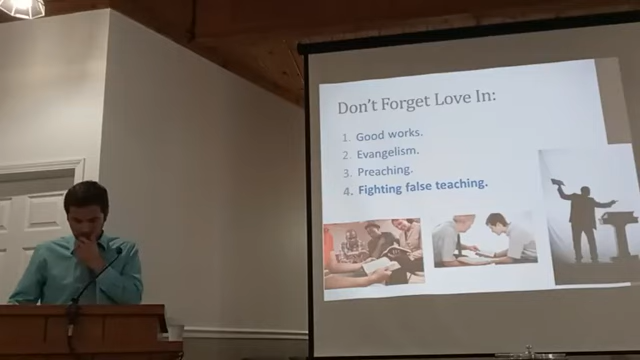 Don't Forget Love In:
1. Good works.
2. Evangelism.
3. Preaching.
4. Fighting false teaching.